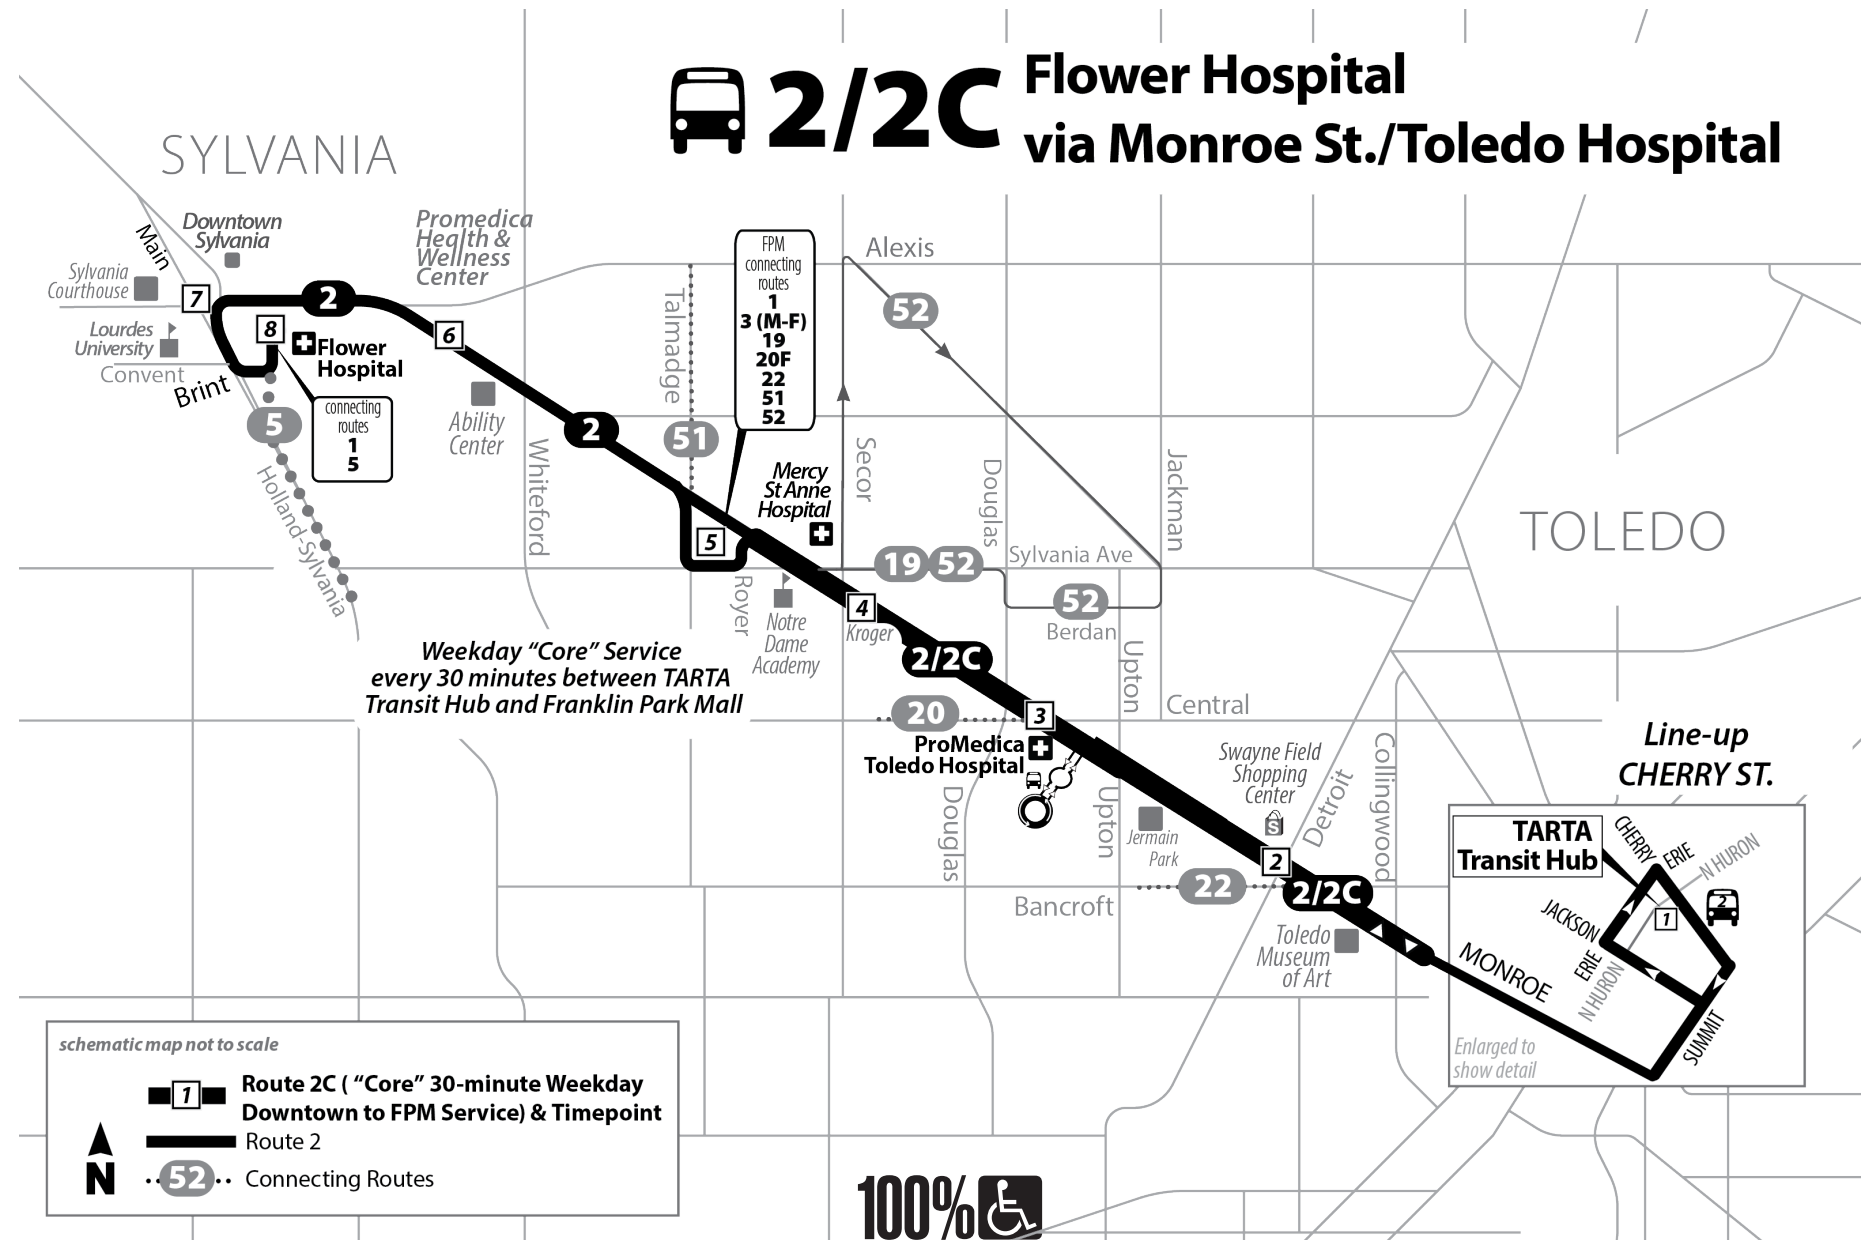 2/2C
Flower Hospital
via Monroe St./Toledo Hospital
SYLVANIA
TOLEDO
Main
Downtown
Sylvania
Promedica
Health &
Wellness
Center
Sylvania
Courthouse
7
2
6
8
Flower
Hospital
Lourdes
University
Convent
Brint
5
connecting
routes
1
5
Holland-Sylvania
Ability
Center
2
Whiteford
Talmadge
51
FPM
connecting
routes
1
3 (M-F)
19
20F
22
51
52
Alexis
52
Secor
Mercy
St Anne
Hospital
5
Royer
Notre
Dame
Academy
4
Kroger
19
52
Douglas
Sylvania Ave
Jackman
52
Berdan
Upton
Central
Weekday “Core” Service
every 30 minutes between TARTA
Transit Hub and Franklin Park Mall
2/2C
20
3
ProMedica
Toledo Hospital
Douglas
Upton
Jermain
Park
Swayne Field
Shopping
Center
S
Detroit
Collingwood
2
22
Bancroft
2/2C
Toledo
Museum
of Art
Line-up
CHERRY ST.
TARTA
Transit Hub
CHERRY
ERIE
N HURON
2
1
JACKSON
ERIE
N HURON
MONROE
SUMMIT
Enlarged to
show detail
schematic map not to scale
1
Route 2C ( “Core” 30-minute Weekday
Downtown to FPM Service) & Timepoint
Route 2
N
52
Connecting Routes
100%